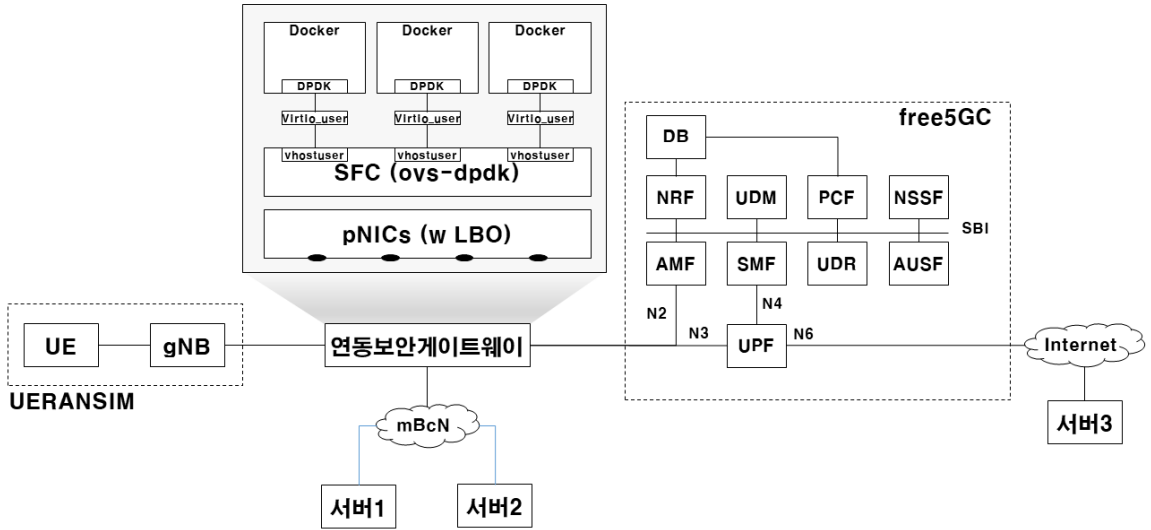 Docker
Docker
Docker
DPDK
DPDK
DPDK
Virtio_user
Virtio_user
Virtio_user
vhostuser
vhostuser
vhostuser
SFC (ovs-dpdk)
pNICs (w LBO)
free5GC
DB
NRF
UDM
PCF
NSSF
SBI
AMF
SMF
UDR
AUSF
N2
N4
N3
N6
UE
gNB
연동보안게이트웨이
UPF
Internet
UERANSIM
mBcN
서버3
서버1
서버2